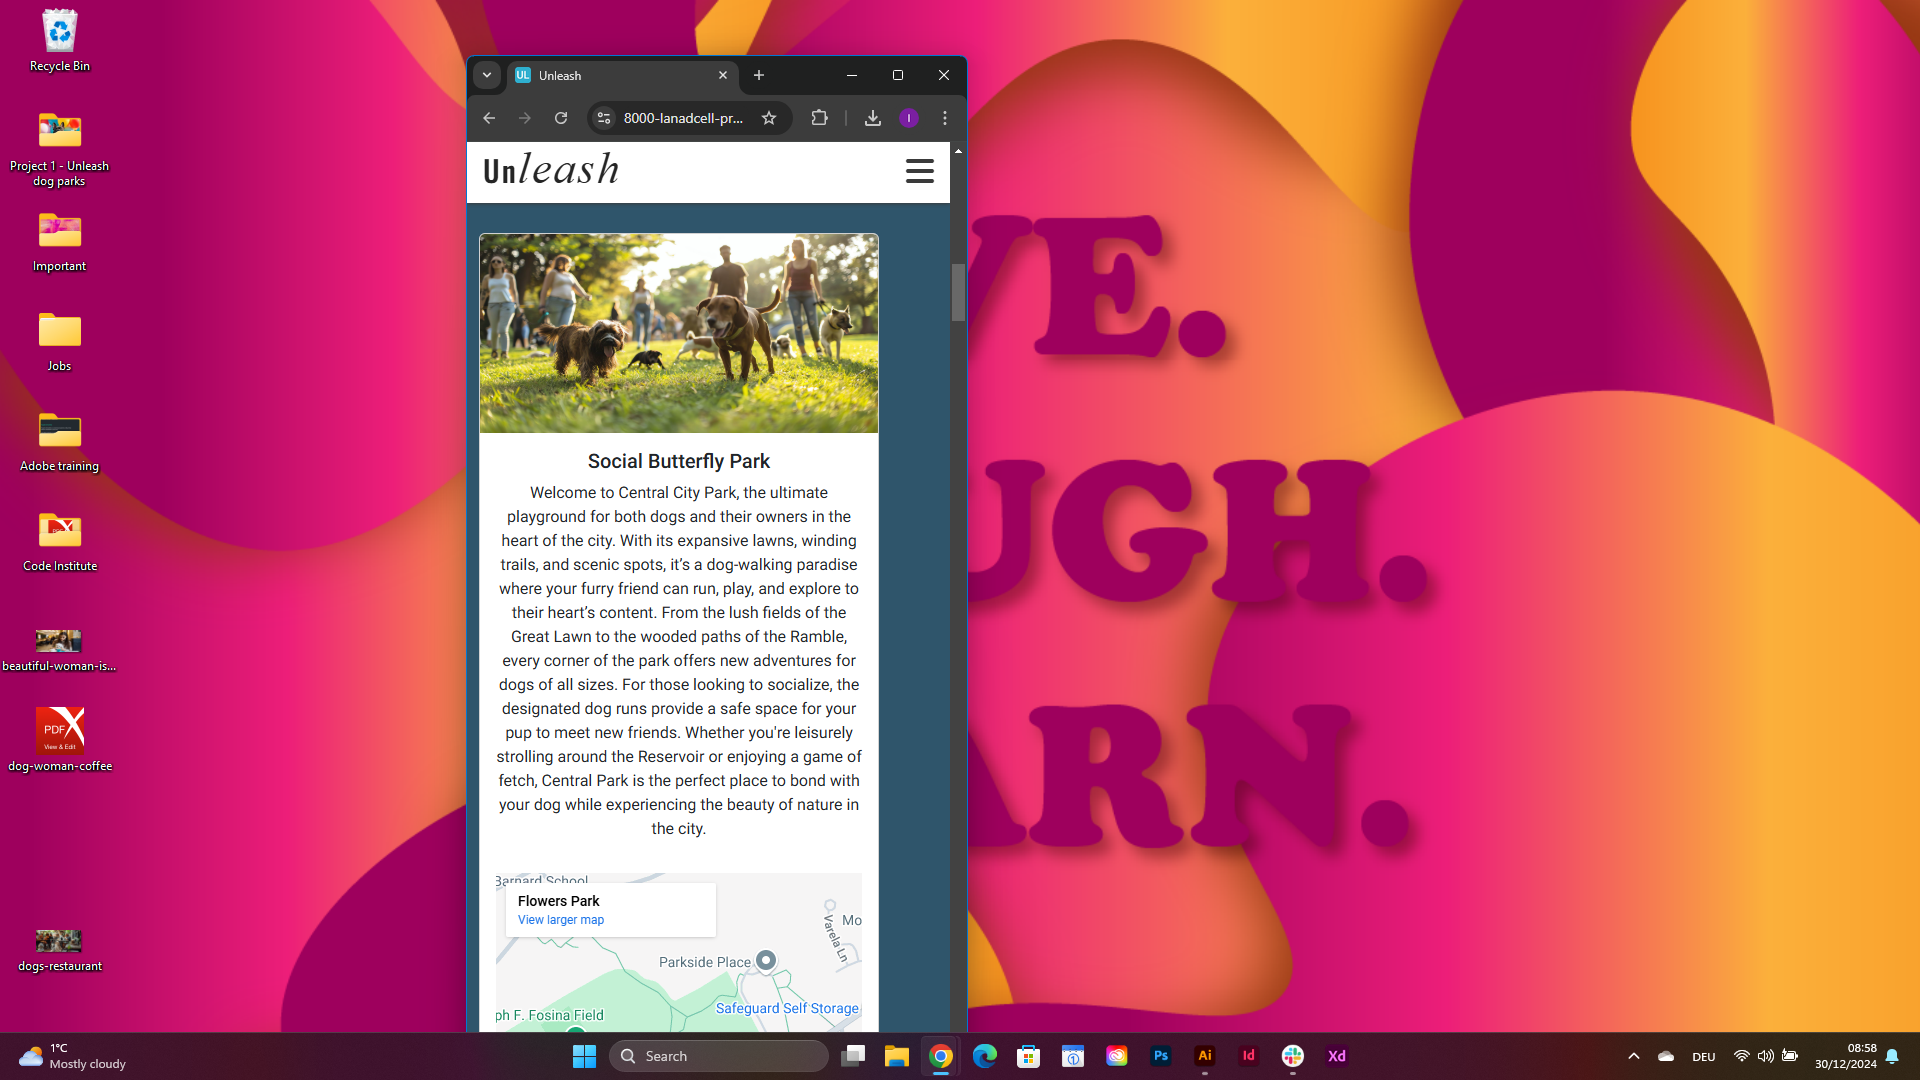 Recycle Bin
Project 1 - Unleash
dog parks
Important
Jobs
Adobe training
Code Institute
beautiful-woman-is...
PDF
View & Edit
dog-woman-coffee
dogs-restaurant
UL
Unleash
8000-lanadcell-pr...
I
Unleash
Social Butterfly Park
Welcome to Central City Park, the ultimate
playground for both dogs and their owners in the
heart of the city. With its expansive lawns, winding
trails, and scenic spots, it’s a dog-walking paradise
where your furry friend can run, play, and explore to
their heart’s content. From the lush fields of the
Great Lawn to the wooded paths of the Ramble,
every corner of the park offers new adventures for
dogs of all sizes. For those looking to socialize, the
designated dog runs provide a safe space for your
pup to meet new friends. Whether you're leisurely
strolling around the Reservoir or enjoying a game of
fetch, Central Park is the perfect place to bond with
your dog while experiencing the beauty of nature in
the city.
Barnard School
Flowers Park
View larger map
Mo
Varela Ln
Parkside Place
Safeguard Self Storage
ph F. Fosina Field
VE.
UGH.
ARN.
1°C
Mostly cloudy
Search
Ps
Ai
Id
Xd
DEU
08:58
30/12/2024